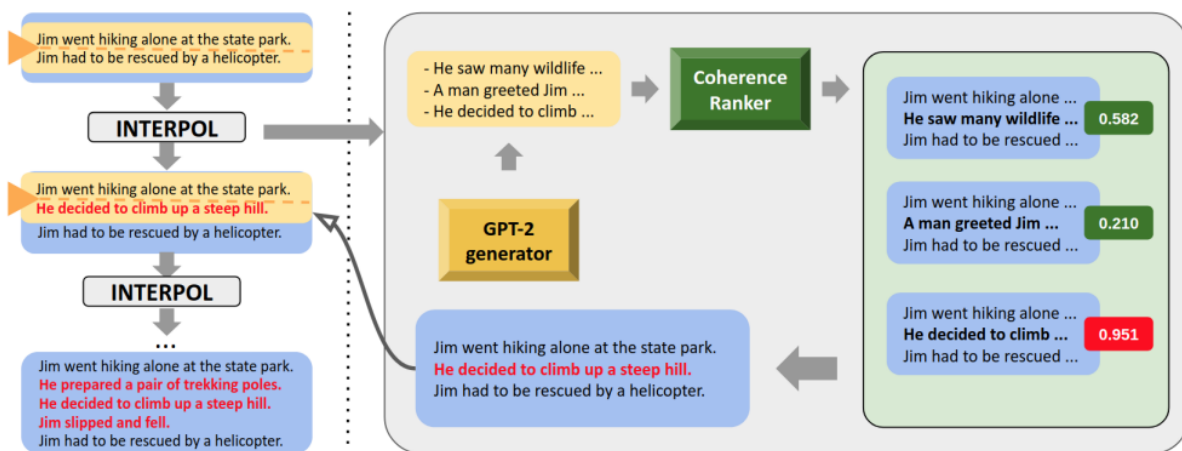 Jim went hiking alone at the state park.
Jim had to be rescued by a helicopter.
INTERPOL
Jim went hiking alone at the state park.
He decided to climb up a steep hill.
Jim had to be rescued by a helicopter.
INTERPOL
...
Jim went hiking alone at the state park.
He prepared a pair of trekking poles.
He decided to climb up a steep hill.
Jim slipped and fell.
Jim had to be rescued by a helicopter.
- He saw many wildlife ...
- A man greeted Jim ...
- He decided to climb ...
GPT-2
generator
Coherence
Ranker
Jim went hiking alone ...
He saw many wildlife ...
Jim had to be rescued ...
0.582
Jim went hiking alone ...
A man greeted Jim ...
Jim had to be rescued ...
0.210
Jim went hiking alone ...
He decided to climb ...
Jim had to be rescued ...
0.951
Jim went hiking alone at the state park.
He decided to climb up a steep hill.
Jim had to be rescued by a helicopter.